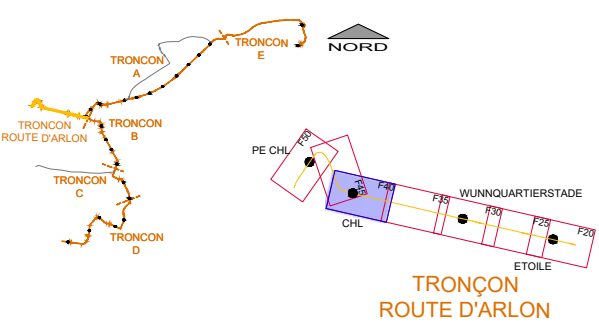 TRONCON
A
TRONCON
E
NORD
TRONCON
ROUTE D'ARLON
TRONCON
B
TRONCON
C
TRONCON
D
PE CHL
F50
F45
F40
CHL
F35
WUNNQUARTIERSTADE
F30
F25
F20
ETOILE
TRONÇON
ROUTE D'ARLON